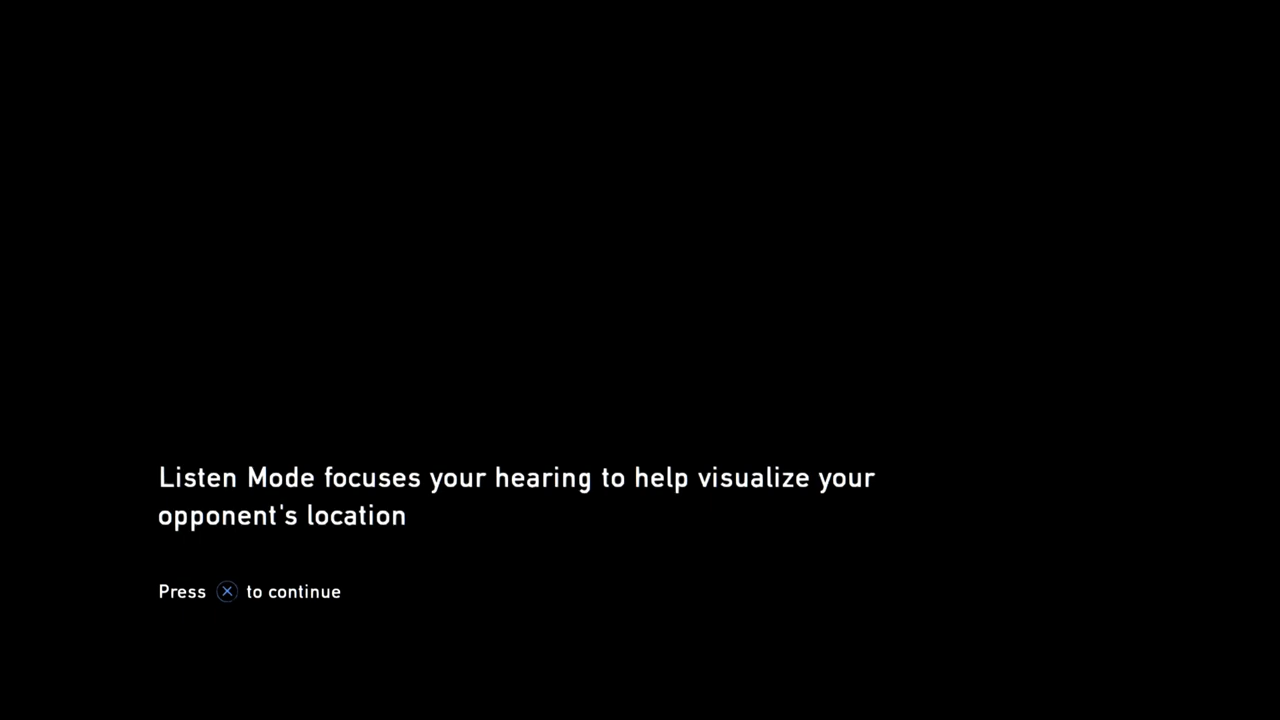 Listen Mode focuses your hearing to help visualize your
opponent's location
Press ⓧ to continue